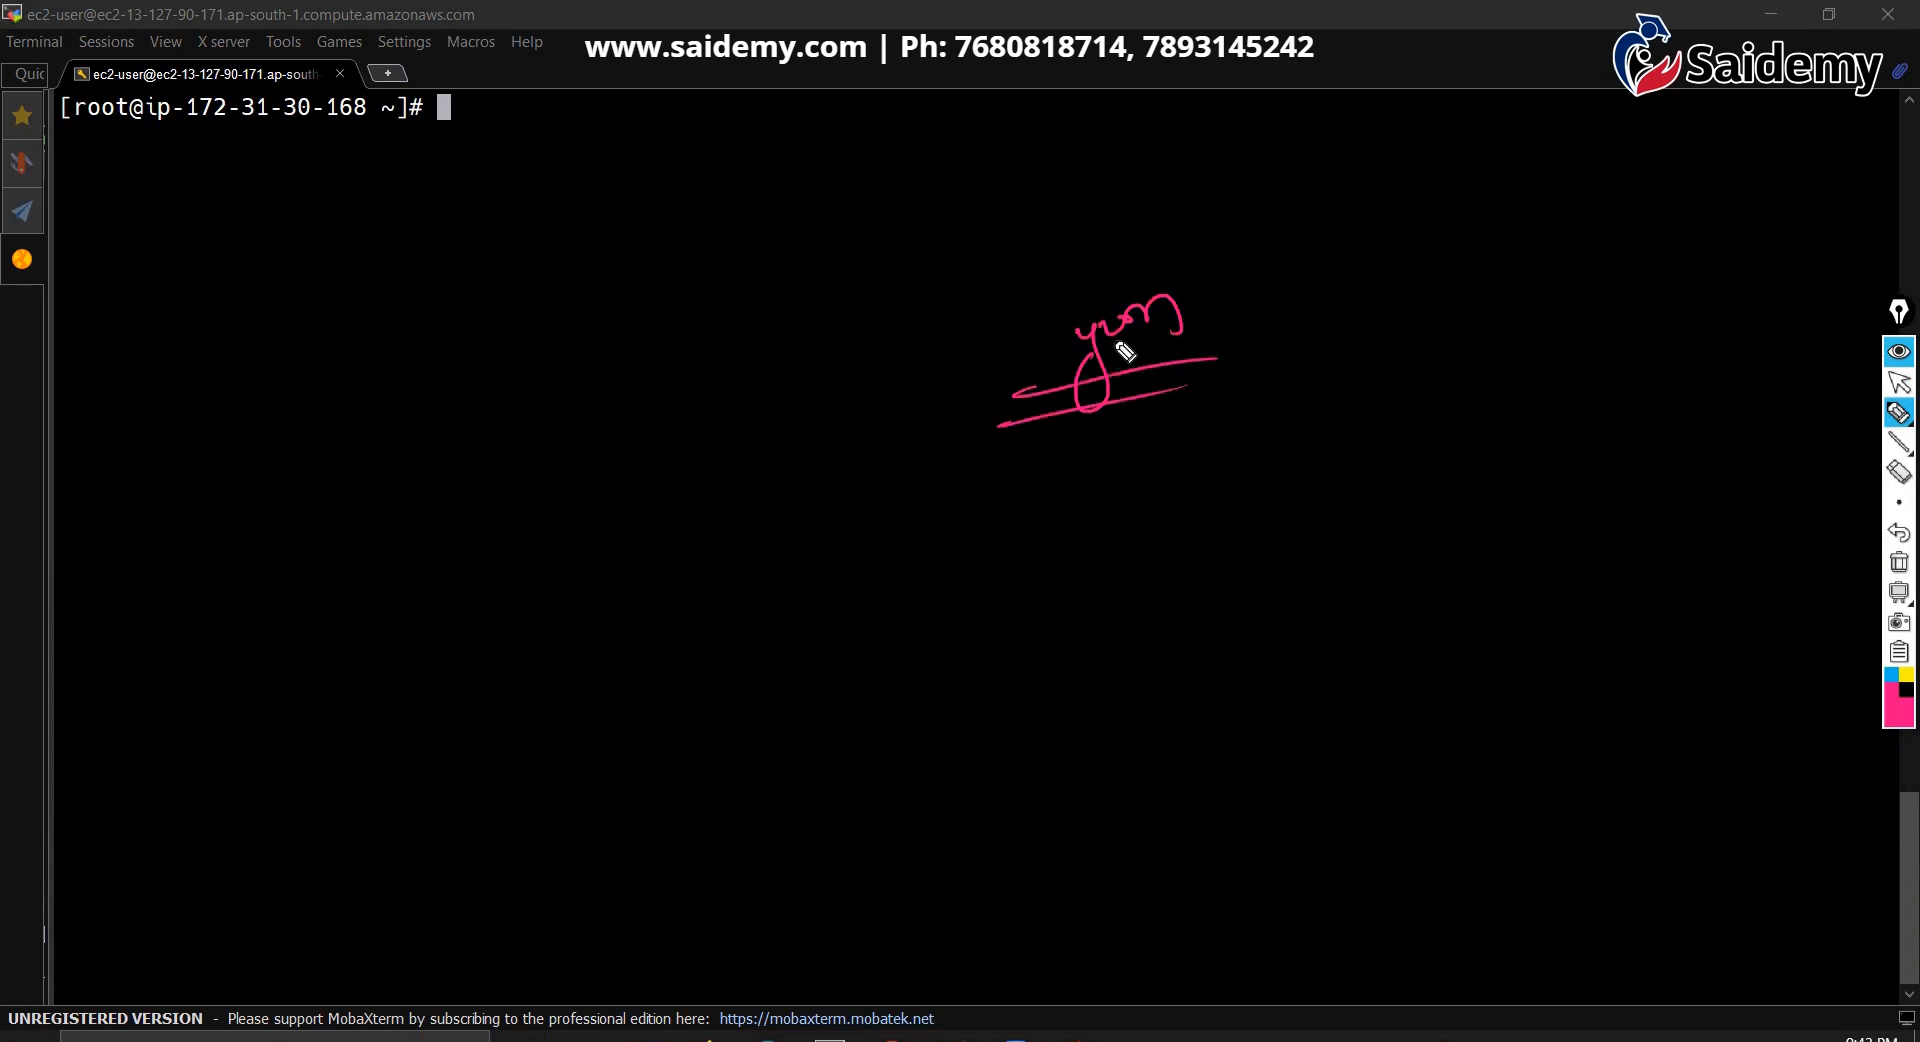 ec2-user@ec2-13-127-90-171.ap-south-1.compute.amazonaws.com
Terminal Sessions View X server Tools Games Settings Macros Help
www.saidemy.com | Ph: 7680818714, 7893145242
Saidemy
Quic
ec2-user@ec2-13-127-90-171.ap-south-
[root@ip-172-31-30-168 ~]#
yum
UNREGISTERED VERSION - Please support MobaXterm by subscribing to the professional edition here: https://mobaxterm.mobatek.net